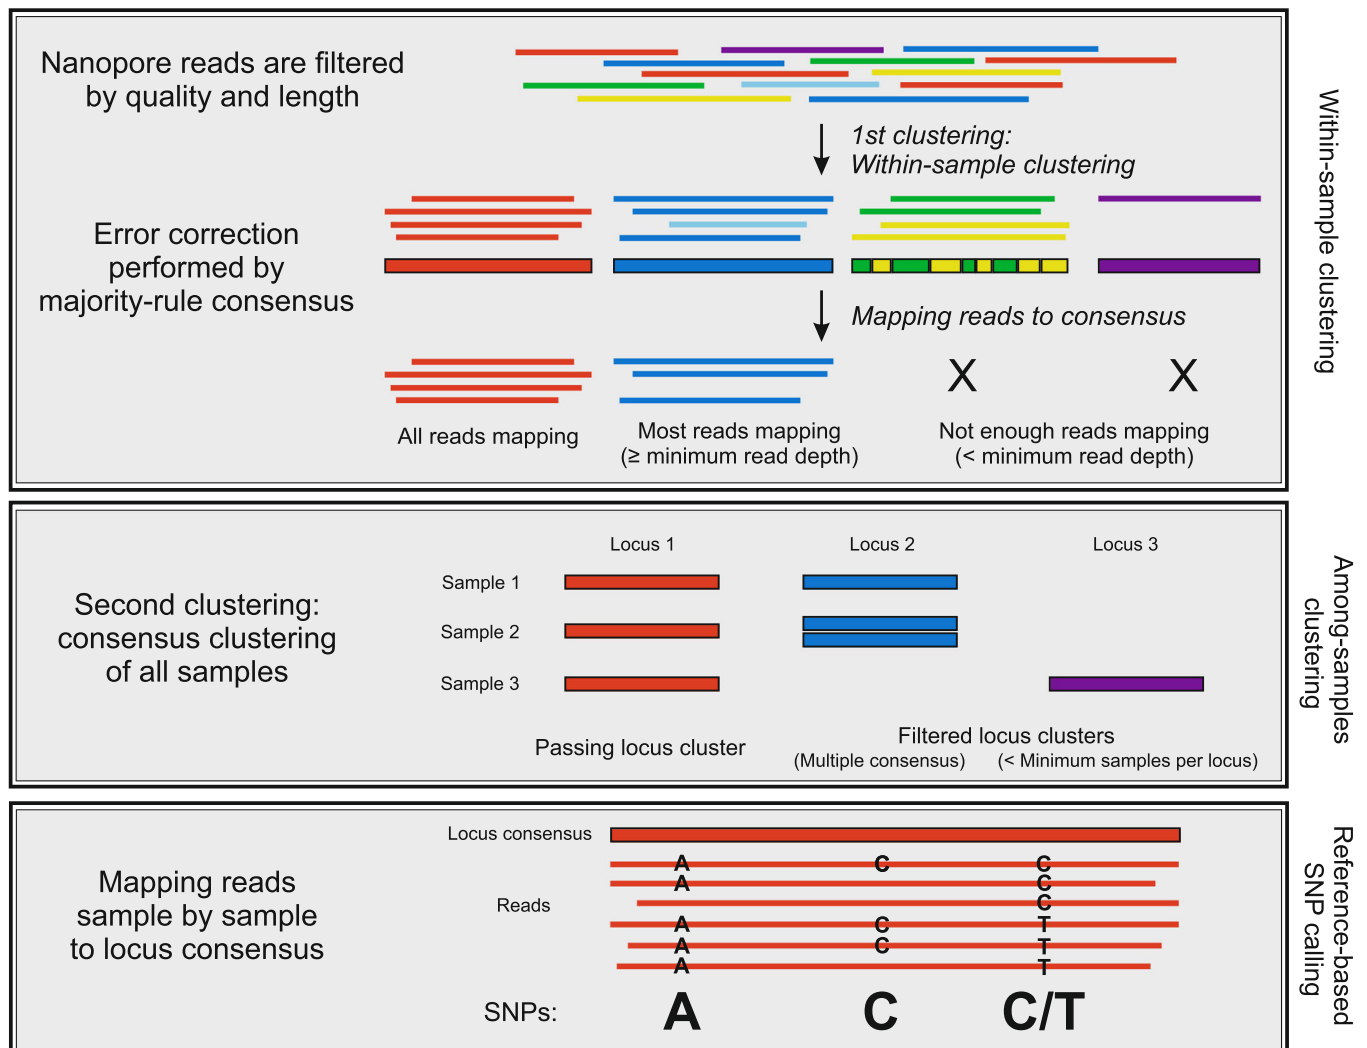 Nanopore reads are filtered
by quality and length
1st clustering:
Within-sample clustering
Error correction
performed by
majority-rule consensus
Mapping reads to consensus
X
X
All reads mapping
Most reads mapping
(≥ minimum read depth)
Not enough reads mapping
(< minimum read depth)
Within-sample clustering
Second clustering:
consensus clustering
of all samples
Locus 1
Locus 2
Locus 3
Sample 1
Sample 2
Sample 3
Passing locus cluster
Filtered locus clusters
(Multiple consensus)
(< Minimum samples per locus)
Among-samples
clustering
Mapping reads
sample by sample
to locus consensus
Locus consensus
Reads
A C C
A C
C
A C T
A C T
A T
SNPs: A C C/T
Reference-based
SNP calling